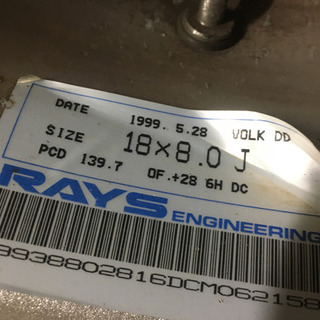 DATE 1999. 5.28 VOLK DD
SIZE 18×8.0 J
PCD 139.7 OF.+28 6H DC
RAYS ENGINEERING
9938802816DCM062158